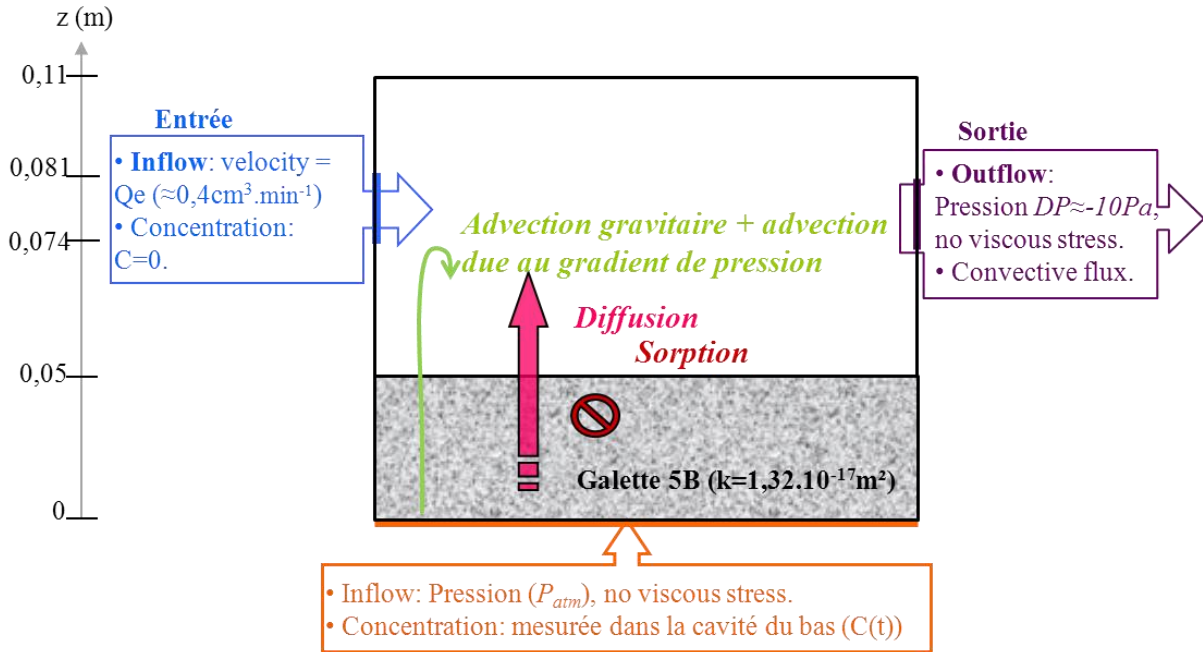 z (m)
0,11
0,081
0,074
0,05
0
Entrée
• Inflow: velocity =
Qe (≈0,4cm³.min⁻¹)
• Concentration:
C=0.
Advection gravitaire + advection
due au gradient de pression
Diffusion
Sorption
Galette 5B (k=1,32.10⁻¹⁷m²)
Sortie
• Outflow:
Pression DP≈-10Pa,
no viscous stress.
• Convective flux.
• Inflow: Pression (Patm), no viscous stress.
• Concentration: mesurée dans la cavité du bas (C(t))